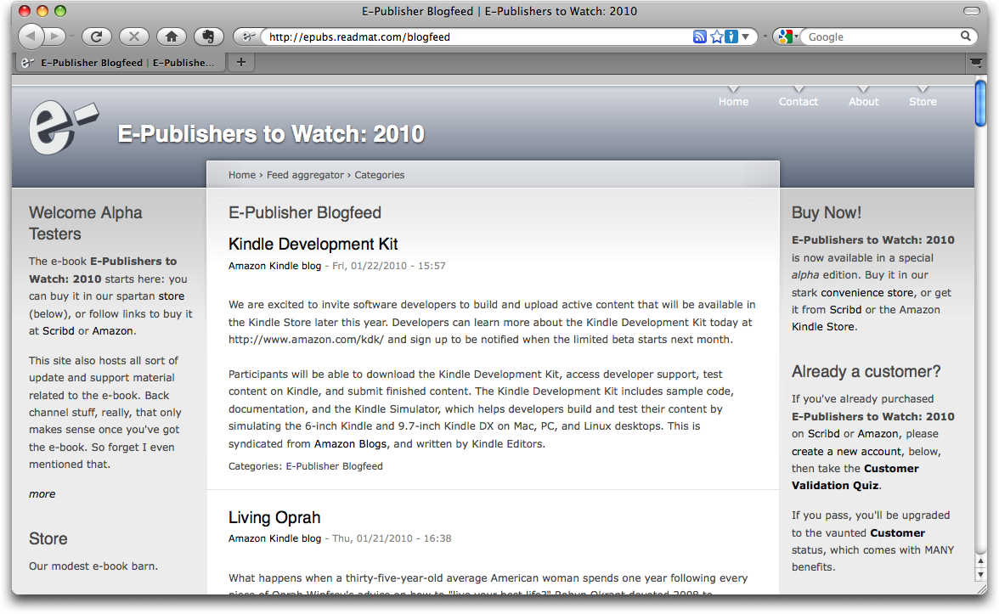 E-Publisher Blogfeed | E-Publishers to Watch: 2010
http://epubs.readmat.com/blogfeed
Google
E-Publisher Blogfeed | E-Publishe...
Home Contact About Store
e-
E-Publishers to Watch: 2010
Home › Feed aggregator › Categories
Welcome Alpha
Testers
The e-book E-Publishers to
Watch: 2010 starts here: you
can buy it in our spartan store
(below), or follow links to buy it
at Scribd or Amazon.
This site also hosts all sort of
update and support material
related to the e-book. Back
channel stuff, really, that only
makes sense once you've got
the e-book. So forget I even
mentioned that.
more
Store
Our modest e-book barn.
E-Publisher Blogfeed
Kindle Development Kit
Amazon Kindle blog - Fri, 01/22/2010 - 15:57
We are excited to invite software developers to build and upload active content that will be available in
the Kindle Store later this year. Developers can learn more about the Kindle Development Kit today at
http://www.amazon.com/kdk/ and sign up to be notified when the limited beta starts next month.
Participants will be able to download the Kindle Development Kit, access developer support, test
content on Kindle, and submit finished content. The Kindle Development Kit includes sample code,
documentation, and the Kindle Simulator, which helps developers build and test their content by
simulating the 6-inch Kindle and 9.7-inch Kindle DX on Mac, PC, and Linux desktops. This is
syndicated from Amazon Blogs, and written by Kindle Editors.
Categories: E-Publisher Blogfeed
Living Oprah
Amazon Kindle blog - Thu, 01/21/2010 - 16:38
What happens when a thirty-five-year-old average American woman spends one year following every
piece of Oprah Winfrey's advice on how to "live your best life?" Robyn Okrant devoted 2008 to
Buy Now!
E-Publishers to Watch: 2010
is now available in a special
alpha edition. Buy it in our
stark convenience store, or get
it from Scribd or the Amazon
Kindle Store.
Already a customer?
If you've already purchased
E-Publishers to Watch: 2010
on Scribd or Amazon, please
create a new account, below,
then take the Customer
Validation Quiz.
If you pass, you'll be upgraded
to the vaunted Customer
status, which comes with MANY
benefits.